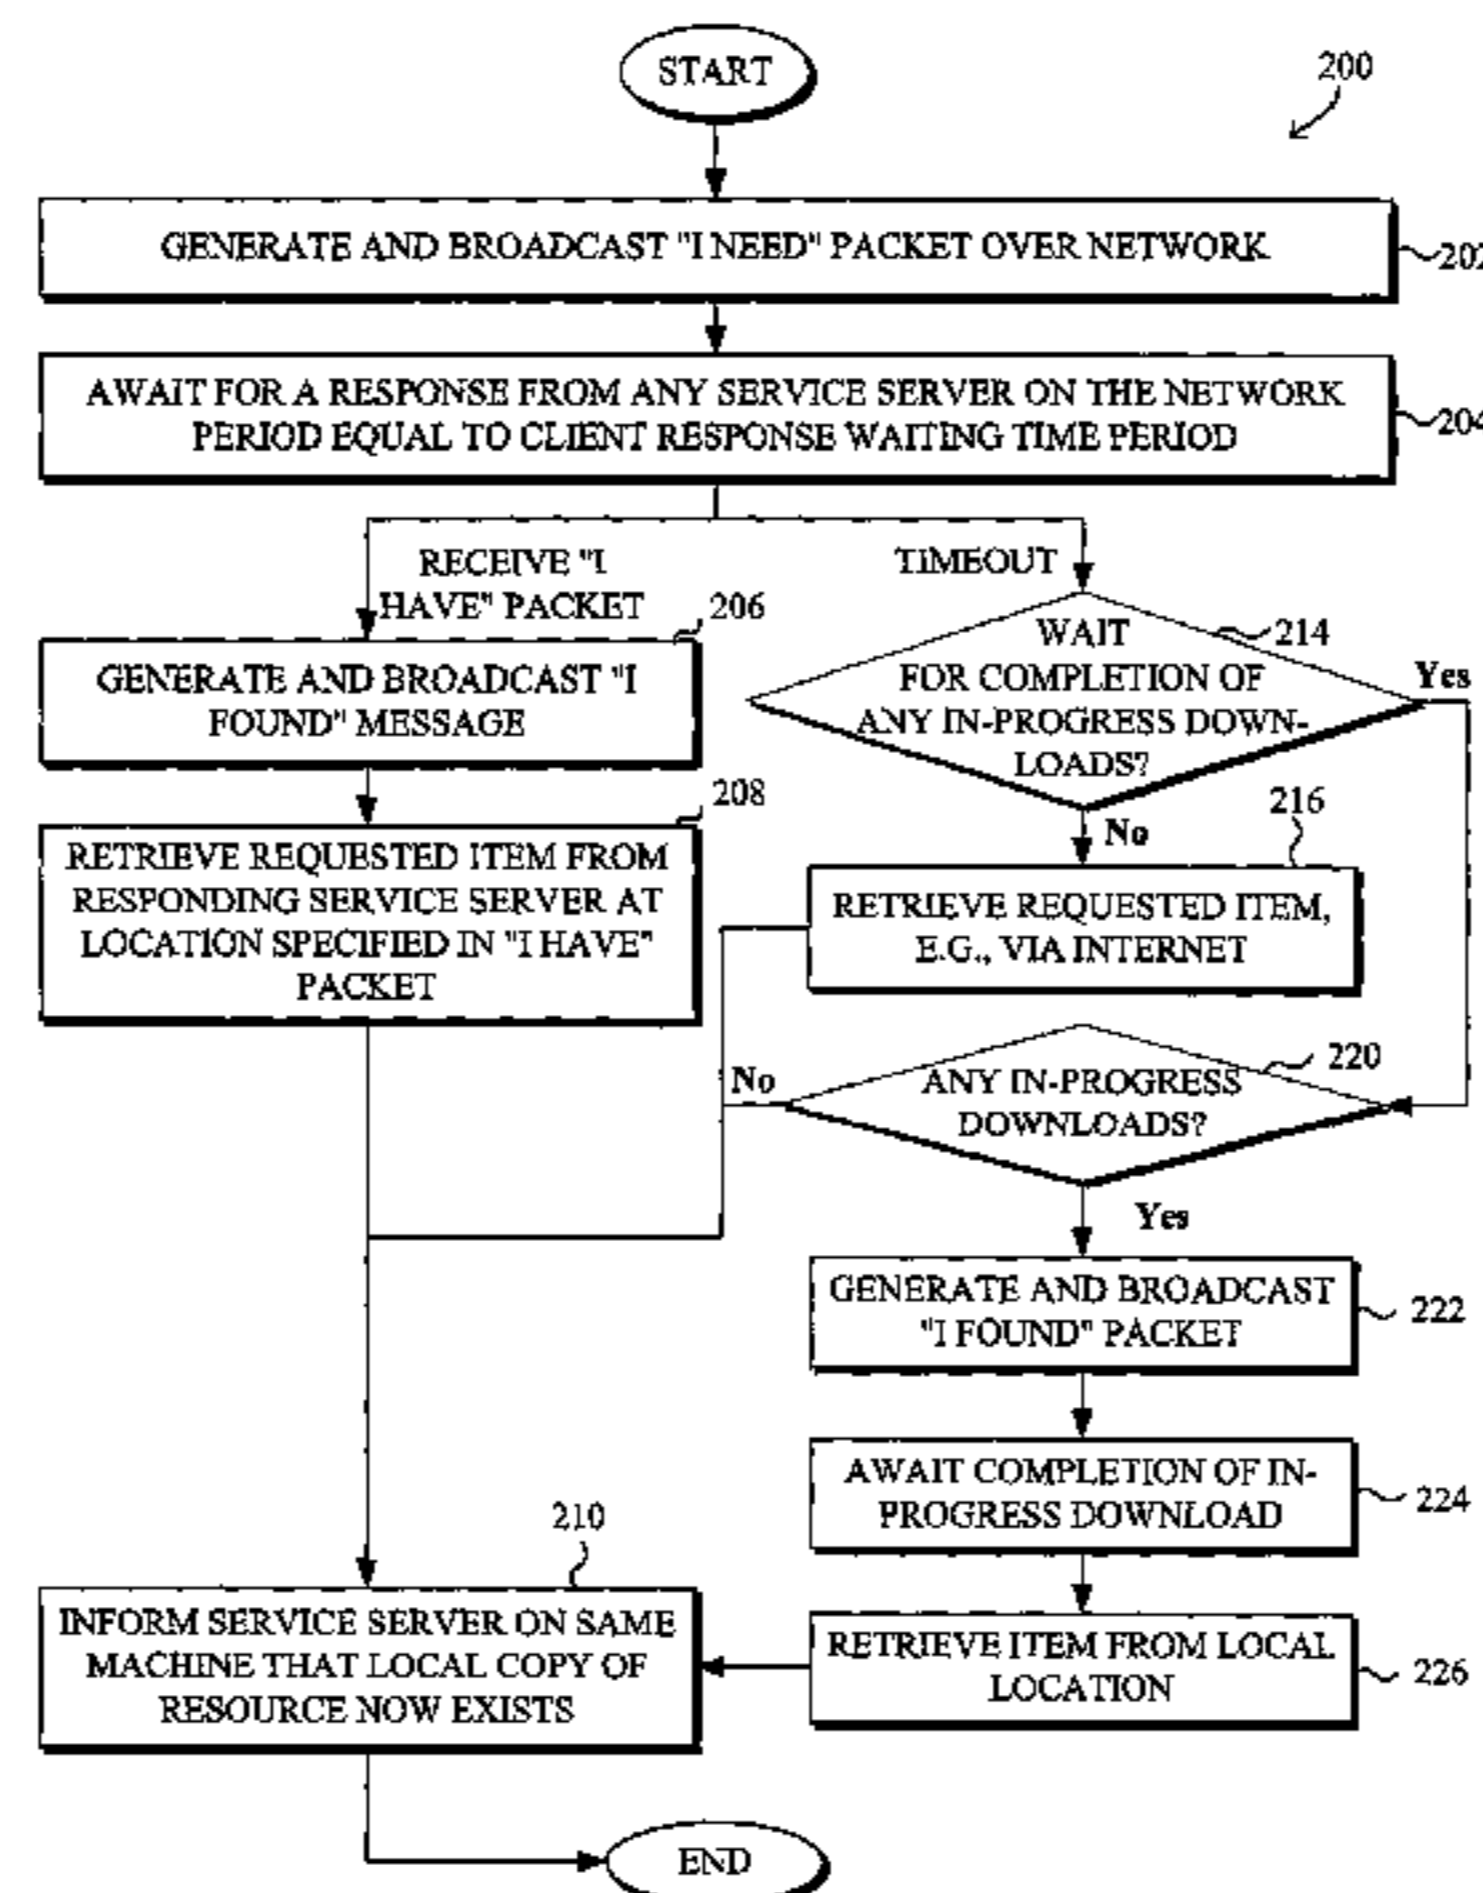 START
200
GENERATE AND BROADCAST "I NEED" PACKET OVER NETWORK
202
AWAIT FOR A RESPONSE FROM ANY SERVICE SERVER ON THE NETWORK
PERIOD EQUAL TO CLIENT RESPONSE WAITING TIME PERIOD
204
RECEIVE "I
HAVE" PACKET
TIMEOUT
206
GENERATE AND BROADCAST "I
FOUND" MESSAGE
WAIT
FOR COMPLETION OF
ANY IN-PROGRESS DOWN-
LOADS?
214
Yes
No
208
RETRIEVE REQUESTED ITEM FROM
RESPONDING SERVICE SERVER AT
LOCATION SPECIFIED IN "I HAVE"
PACKET
216
RETRIEVE REQUESTED ITEM,
E.G., VIA INTERNET
No
ANY IN-PROGRESS
DOWNLOADS?
220
Yes
GENERATE AND BROADCAST
"I FOUND" PACKET
222
AWAIT COMPLETION OF IN-
PROGRESS DOWNLOAD
224
210
INFORM SERVICE SERVER ON SAME
MACHINE THAT LOCAL COPY OF
RESOURCE NOW EXISTS
RETRIEVE ITEM FROM LOCAL
LOCATION
226
END